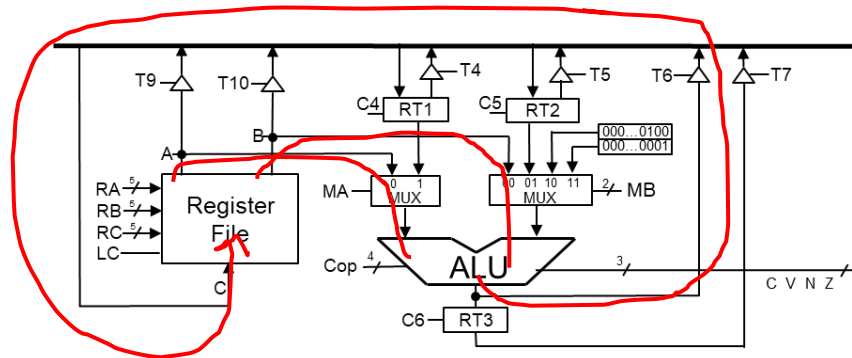 T9
T10
T4
T5
T6
T7
C4
RT1
C5
RT2
000...0100
000...0001
A
B
RA
5
RB
5
RC
5
LC
Register
File
C
MA
0 1
MUX
00 01 10 11
MUX
2
MB
Cop
4
ALU
3
C V N Z
C6
RT3